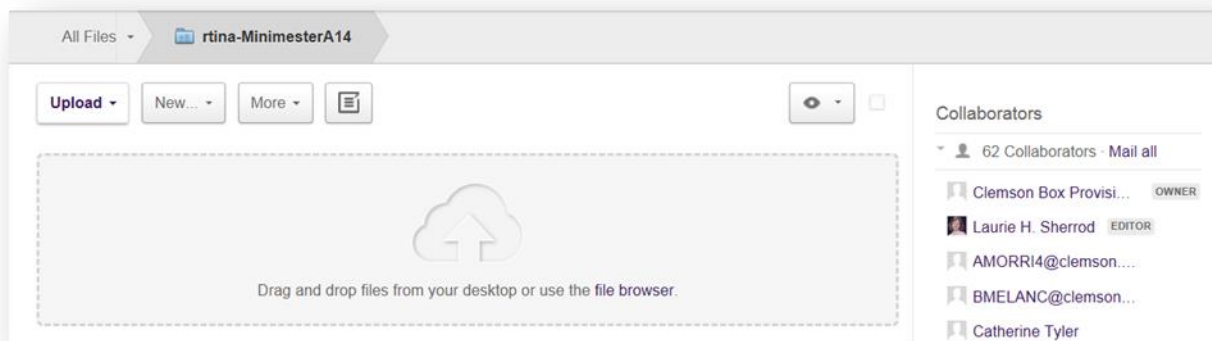 All Files rtina-MinimesterA14
Upload New... More
Drag and drop files from your desktop or use the file browser.
Collaborators
62 Collaborators · Mail all
Clemson Box Provisi... OWNER
Laurie H. Sherrod EDITOR
AMORRI4@clemson....
BMELANC@clemson...
Catherine Tyler